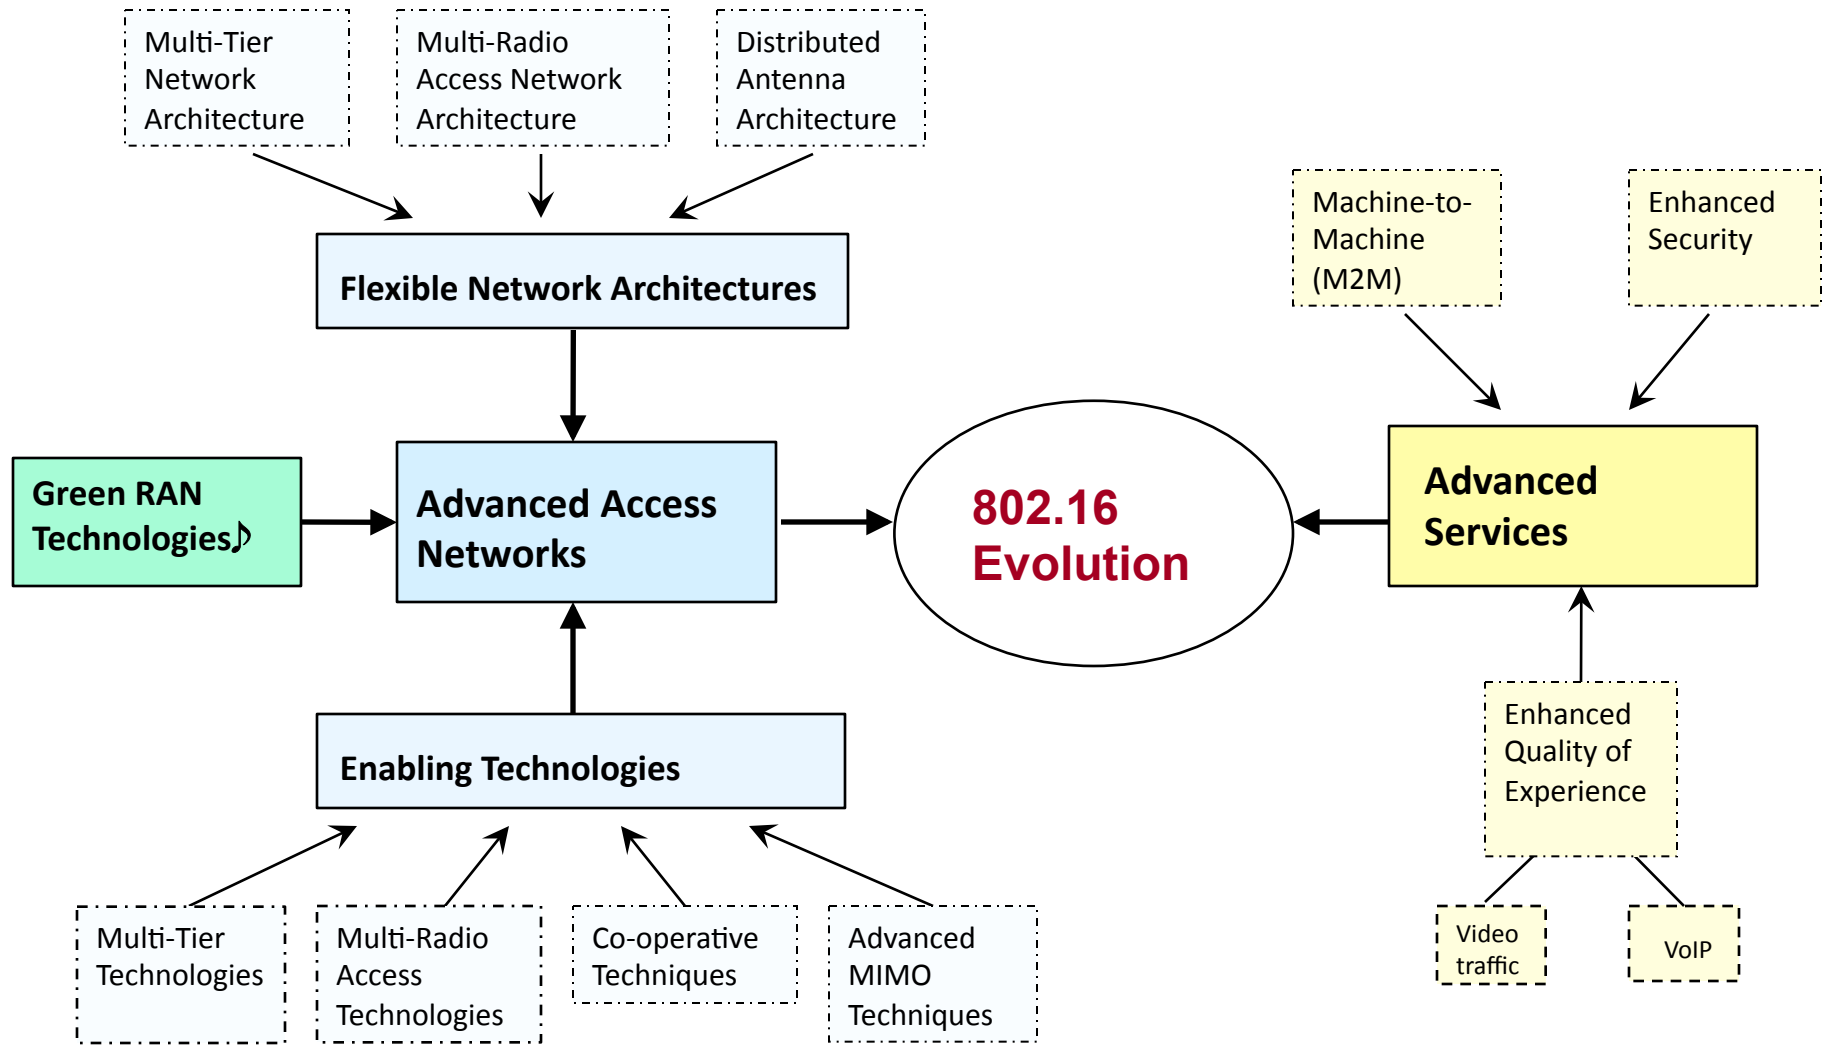 Multi-Tier
Network
Architecture
Multi-Radio
Access Network
Architecture
Distributed
Antenna
Architecture
Machine-to-
Machine
(M2M)
Enhanced
Security
Flexible Network Architectures
Green RAN
Technologies♪
Advanced Access
Networks
802.16
Evolution
Advanced
Services
Enabling Technologies
Enhanced
Quality of
Experience
Multi-Tier
Technologies
Multi-Radio
Access
Technologies
Co-operative
Techniques
Advanced
MIMO
Techniques
Video
traffic
VoIP